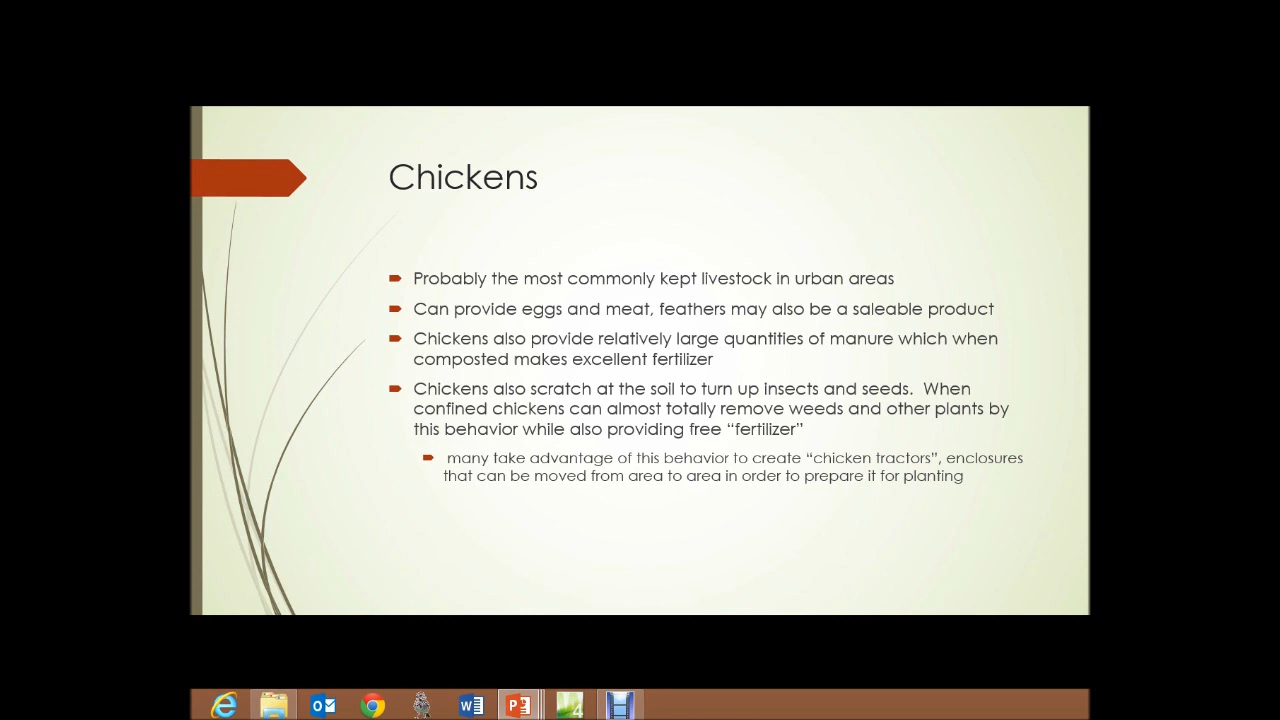 Chickens
Probably the most commonly kept livestock in urban areas
Can provide eggs and meat, feathers may also be a saleable product
Chickens also provide relatively large quantities of manure which when
composted makes excellent fertilizer
Chickens also scratch at the soil to turn up insects and seeds.  When
confined chickens can almost totally remove weeds and other plants by
this behavior while also providing free “fertilizer”
many take advantage of this behavior to create “chicken tractors”, enclosures
that can be moved from area to area in order to prepare it for planting